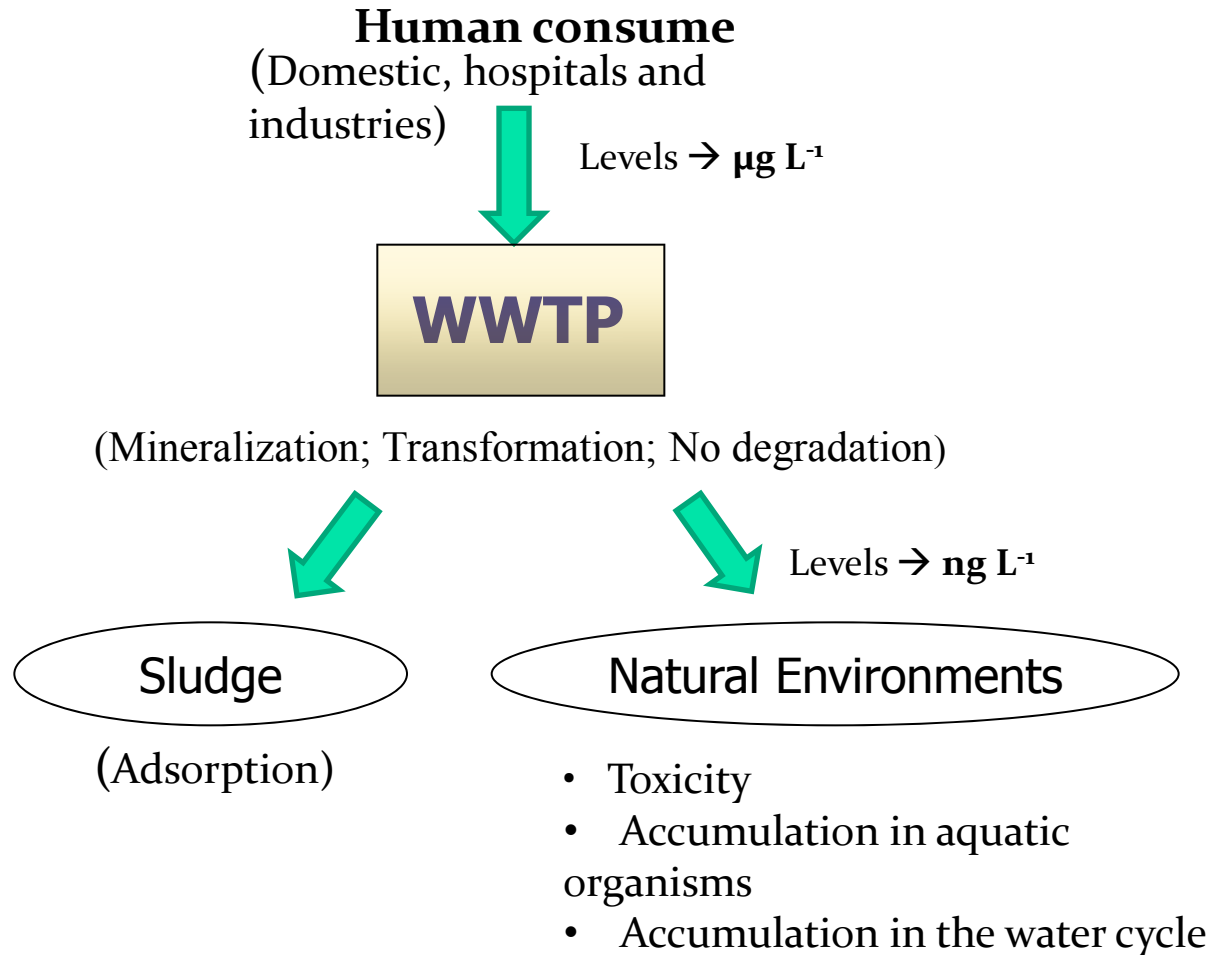 Human consume
(Domestic, hospitals and
industries)
Levels → µg L⁻¹
WWTP
(Mineralization; Transformation; No degradation)
Levels → ng L⁻¹
Sludge
Natural Environments
(Adsorption)
• Toxicity
• Accumulation in aquatic
organisms
• Accumulation in the water cycle